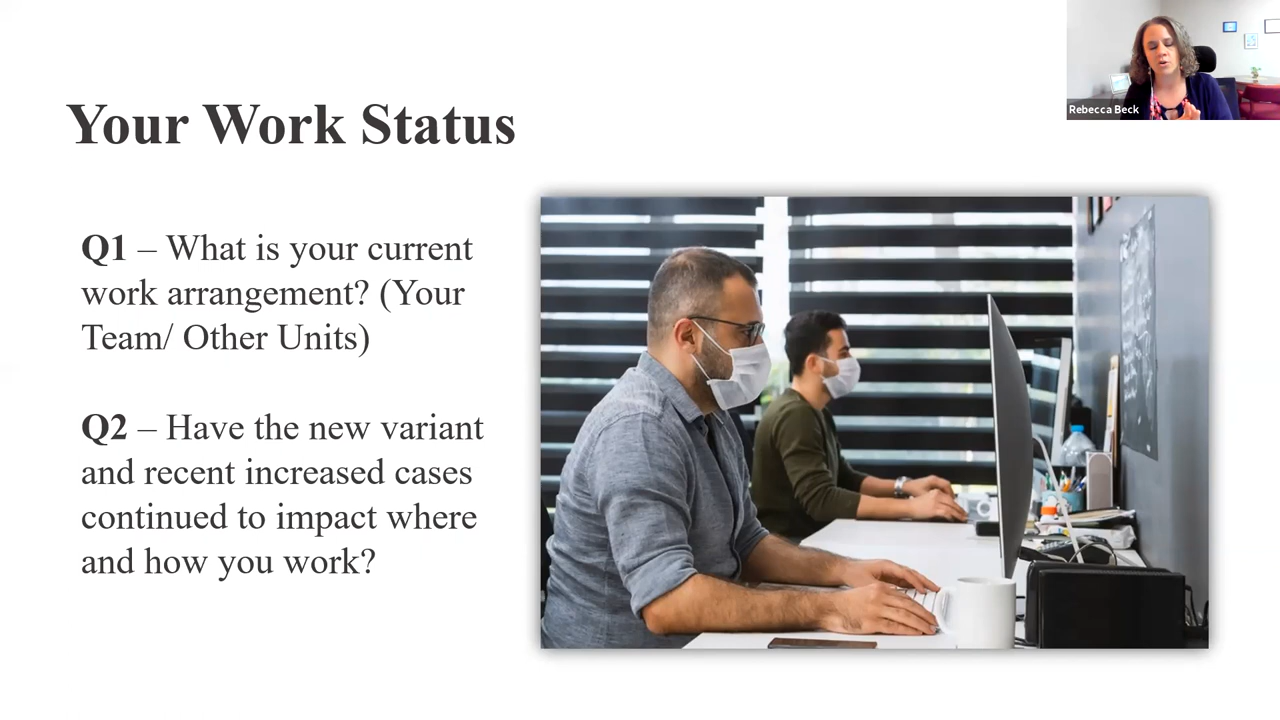 Your Work Status
Q1 – What is your current
work arrangement? (Your
Team/ Other Units)
Q2 – Have the new variant
and recent increased cases
continued to impact where
and how you work?
Rebecca Beck